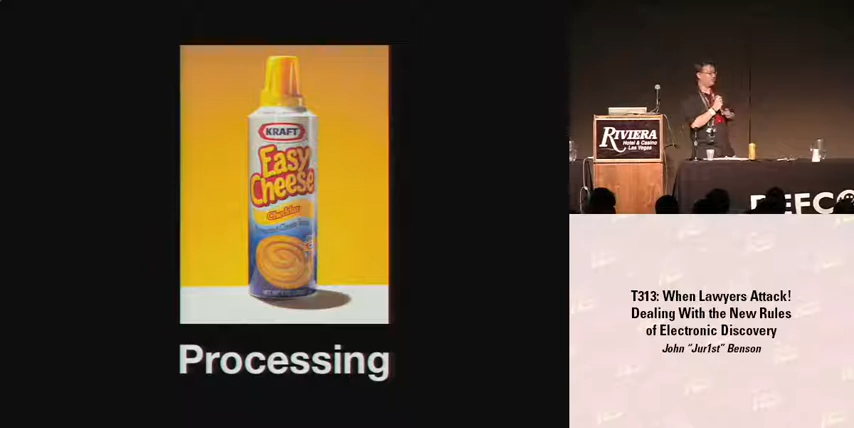 KRAFT
Easy
Cheese
Cheddar
Processing
RIVIERA
Hotel & Casino
Las Vegas
DEFCO
T313: When Lawyers Attack!
Dealing With the New Rules
of Electronic Discovery
John "Jur1st" Benson